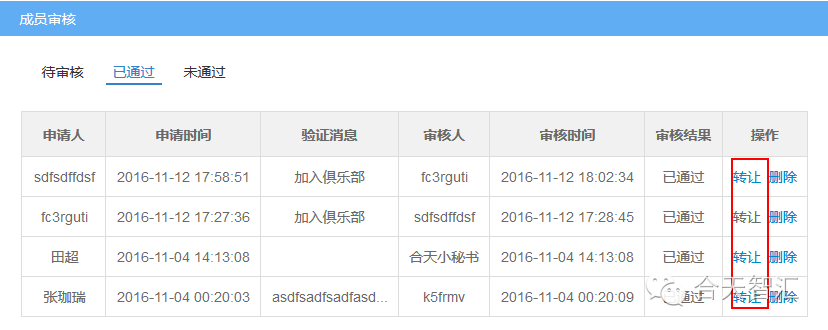 成员审核
待审核 已通过 未通过
申请人 申请时间 验证消息 审核人 审核时间 审核结果 操作
sdfsdffdsf 2016-11-12 17:58:51 加入俱乐部 fc3rguti 2016-11-12 18:02:34 已通过 转让 删除
fc3rguti 2016-11-12 17:27:36 加入俱乐部 sdfsdffdsf 2016-11-12 17:28:45 已通过 转让 删除
田超 2016-11-04 14:13:08 合天小秘书 2016-11-04 14:13:08 已通过 转让 删除
张珈瑞 2016-11-04 00:20:03 asdfsadfsadfasd... k5frmv 2016-11-04 00:20:09 已通过 转让 删除
合天智汇